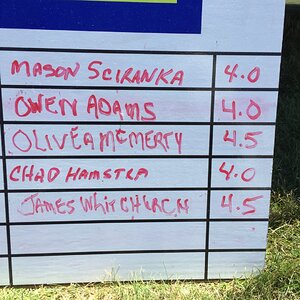 MASON SCIRANKA 4.0
OWEN ADAMS 4.0
OLIVEA MCMERTY 4.5
CHAD HAMSTRA 4.0
JAMES WHITCHURCH 4.5